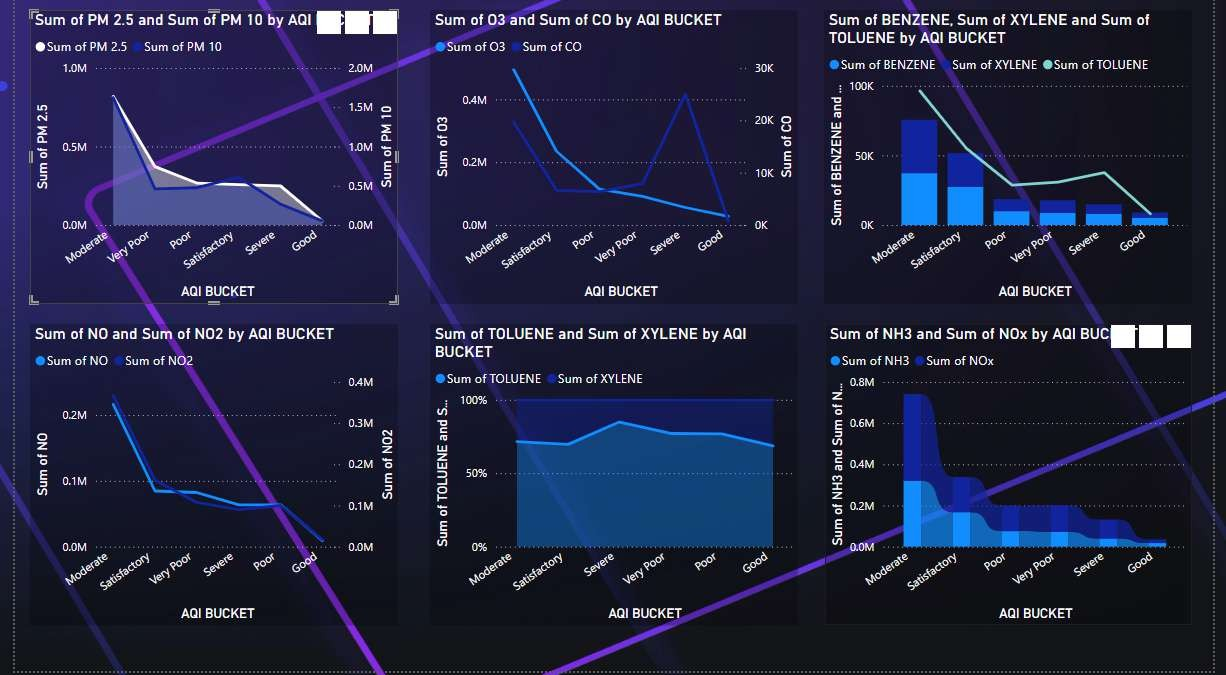 Sum of PM 2.5 and Sum of PM 10 by AQI
Sum of PM 2.5 Sum of PM 10
1.0M 2.0M
1.5M
0.5M 1.0M
0.5M
0.0M 0.0M
Sum of PM 2.5
Sum of PM 10
Moderate Very Poor Poor Satisfactory Severe Good
AQI BUCKET
Sum of O3 and Sum of CO by AQI BUCKET
Sum of O3 Sum of CO
30K
0.4M
20K
0.2M
10K
0.0M 0K
Sum of O3
Sum of CO
Moderate Satisfactory Poor Very Poor Severe Good
AQI BUCKET
Sum of BENZENE, Sum of XYLENE and Sum of
TOLUENE by AQI BUCKET
Sum of BENZENE Sum of XYLENE Sum of TOLUENE
100K
50K
0K
Sum of BENZENE and ...
Moderate Satisfactory Poor Very Poor Severe Good
AQI BUCKET
Sum of NO and Sum of NO2 by AQI BUCKET
Sum of NO Sum of NO2
0.4M
0.2M 0.3M
0.2M
0.1M 0.1M
0.0M 0.0M
Sum of NO
Sum of NO2
Moderate Satisfactory Very Poor Severe Poor Good
AQI BUCKET
Sum of TOLUENE and Sum of XYLENE by AQI
BUCKET
Sum of TOLUENE Sum of XYLENE
100%
50%
0%
Sum of TOLUENE and S...
Moderate Satisfactory Severe Very Poor Poor Good
AQI BUCKET
Sum of NH3 and Sum of NOx by AQI BUC
Sum of NH3 Sum of NOx
0.8M
0.6M
0.4M
0.2M
0.0M
Sum of NH3 and Sum of N...
Moderate Satisfactory Poor Very Poor Severe Good
AQI BUCKET